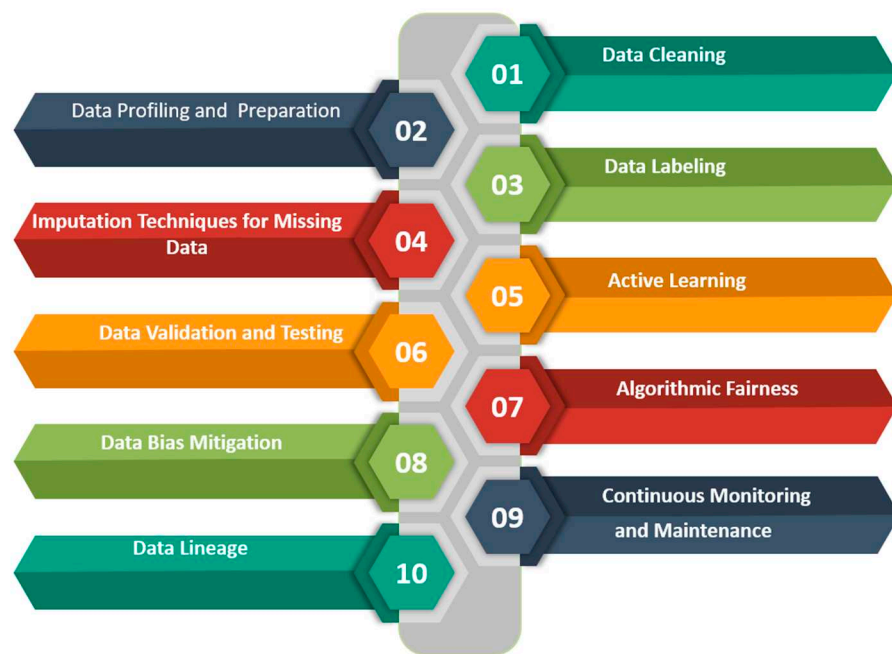 01
Data Cleaning
02
Data Profiling and  Preparation
03
Data Labeling
04
Imputation Techniques for Missing
Data
05
Active Learning
06
Data Validation and Testing
07
Algorithmic Fairness
08
Data Bias Mitigation
09
Continuous Monitoring
and Maintenance
10
Data Lineage